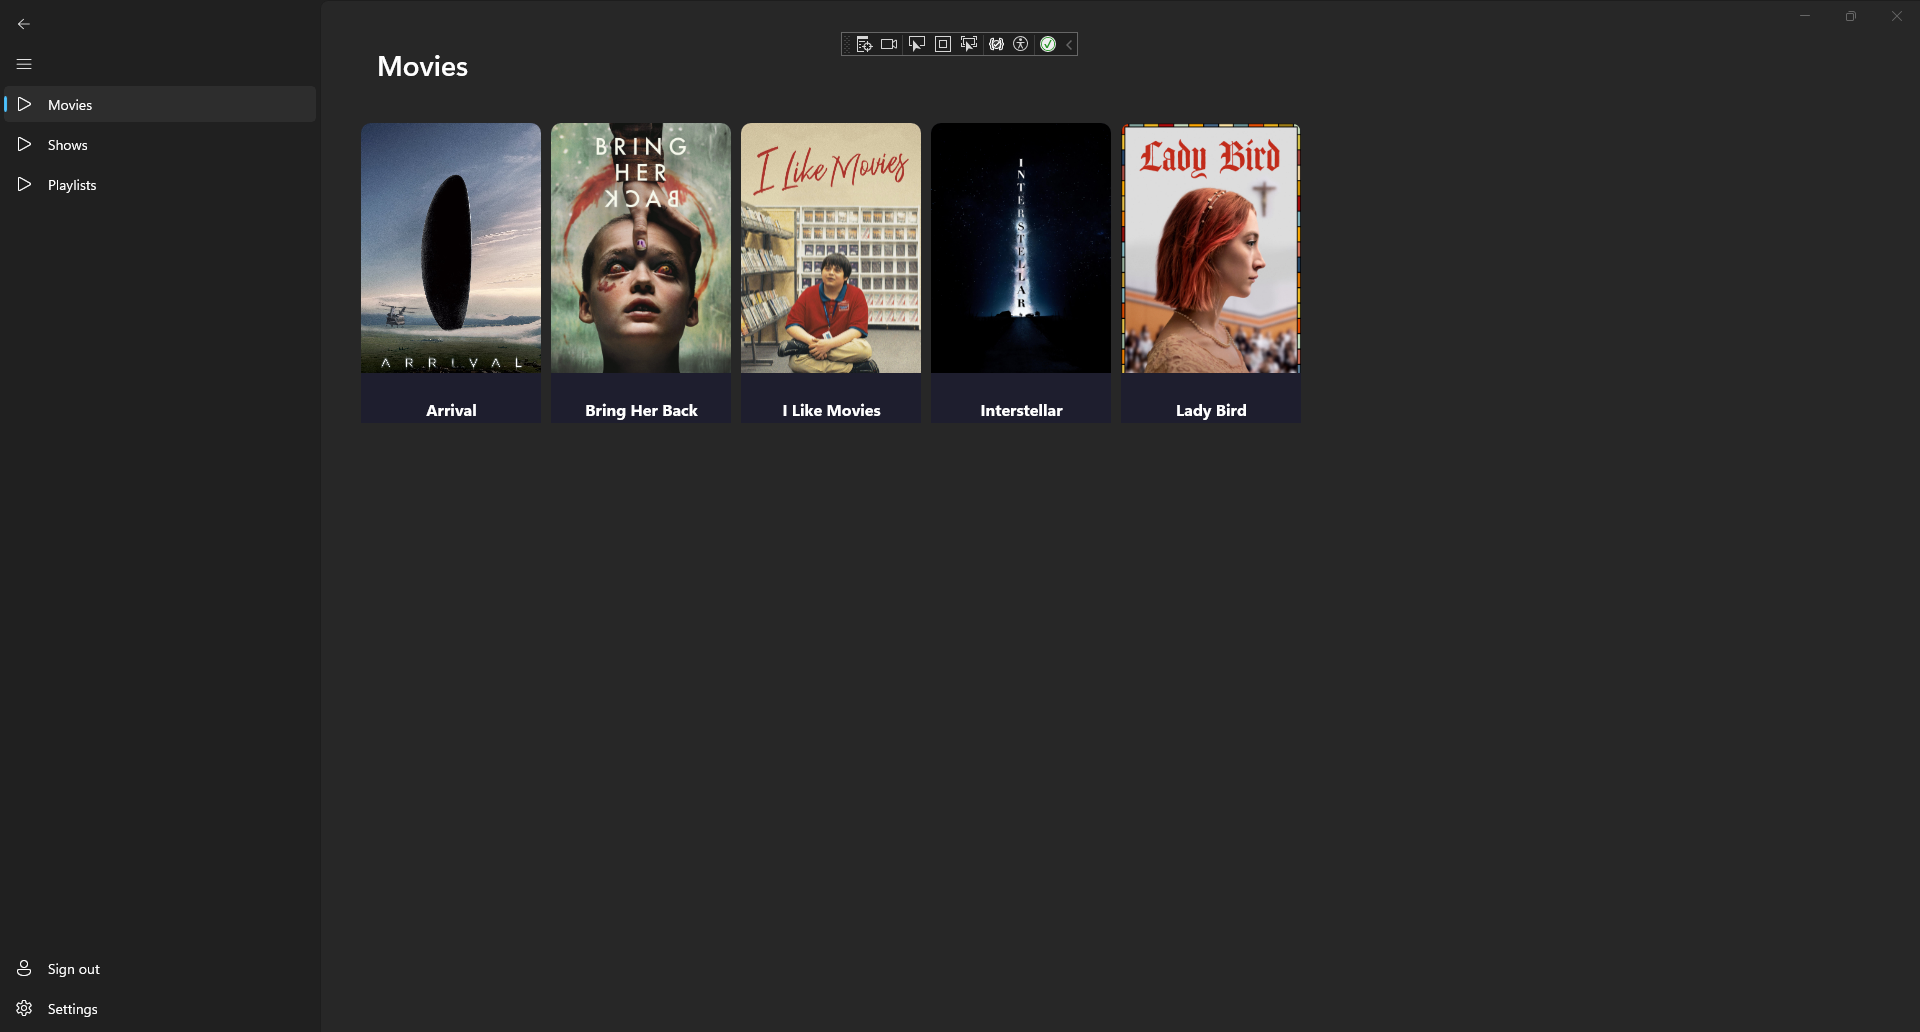 Movies
Movies
Shows
Playlists
BRING
HER
BACK
I Like Movies
INTERSTELLAR
Lady Bird
ARRIVAL
Arrival
Bring Her Back
I Like Movies
Interstellar
Lady Bird
Sign out
Settings